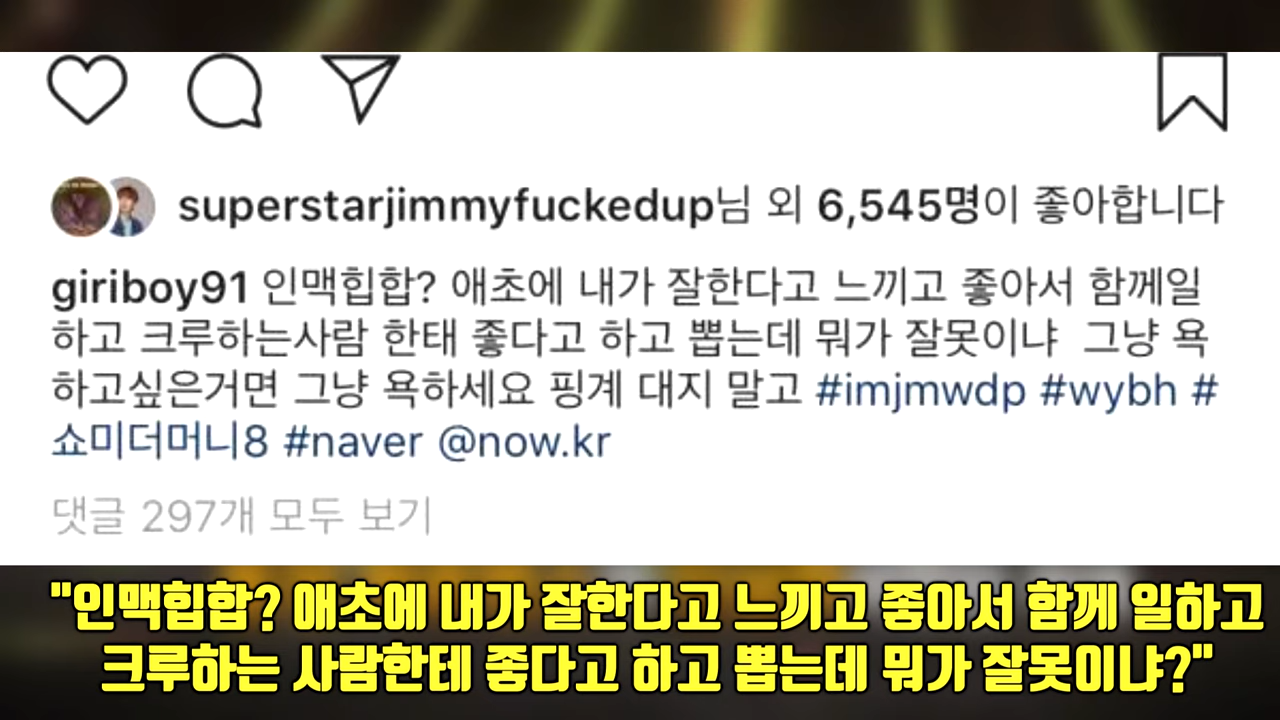 superstarjimmyfuckedup님 외 6,545명이 좋아합니다
giriboy91 인맥힙합? 애초에 내가 잘한다고 느끼고 좋아서 함께일
하고 크루하는사람 한태 좋다고 하고 뽑는데 뭐가 잘못이냐 그냥 욕
하고싶은거면 그냥 욕하세요 핑계 대지 말고 #imjmwdp #wybh #
쇼미더머니8 #naver @now.kr
댓글 297개 모두 보기
"인맥힙합? 애초에 내가 잘한다고 느끼고 좋아서 함께 일하고
크루하는 사람한테 좋다고 하고 뽑는데 뭐가 잘못이냐?"